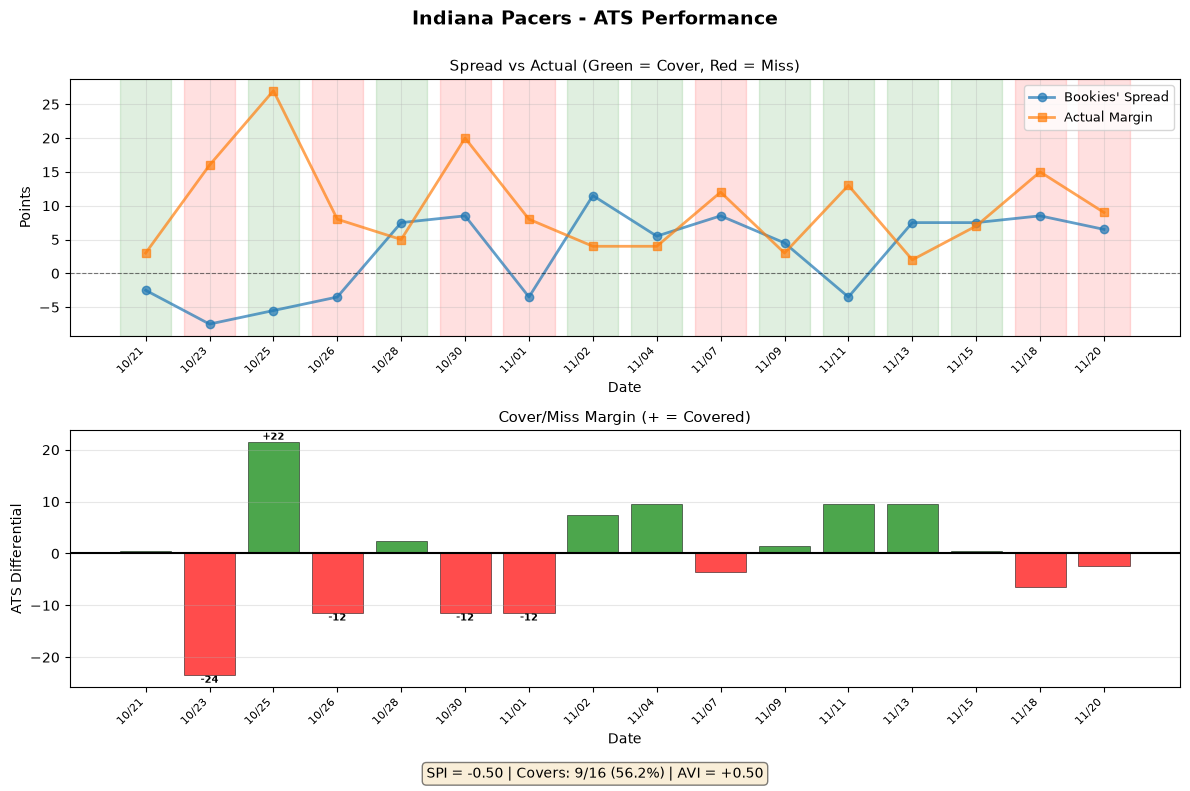 Indiana Pacers - ATS Performance
Spread vs Actual (Green = Cover, Red = Miss)
Points
25
20
15
10
5
0
−5
Bookies' Spread
Actual Margin
10/21 10/23 10/25 10/26 10/28 10/30 11/01 11/02 11/04 11/07 11/09 11/11 11/13 11/15 11/18 11/20
Date
Cover/Miss Margin (+ = Covered)
ATS Differential
20
10
0
−10
−20
+22
-24
-12
-12
-12
10/21 10/23 10/25 10/26 10/28 10/30 11/01 11/02 11/04 11/07 11/09 11/11 11/13 11/15 11/18 11/20
Date
SPI = -0.50 | Covers: 9/16 (56.2%) | AVI = +0.50